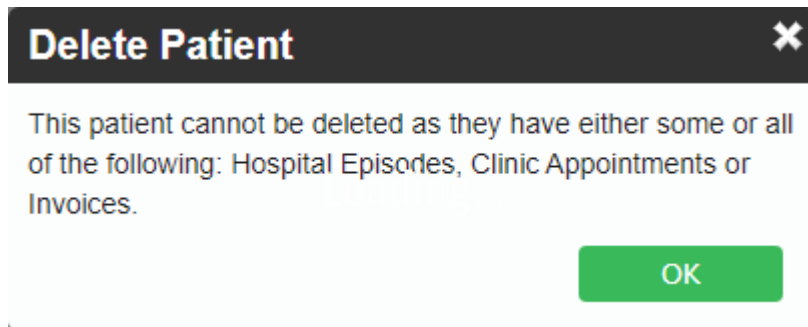 Delete Patient
This patient cannot be deleted as they have either some or all
of the following: Hospital Episodes, Clinic Appointments or
Invoices.
OK